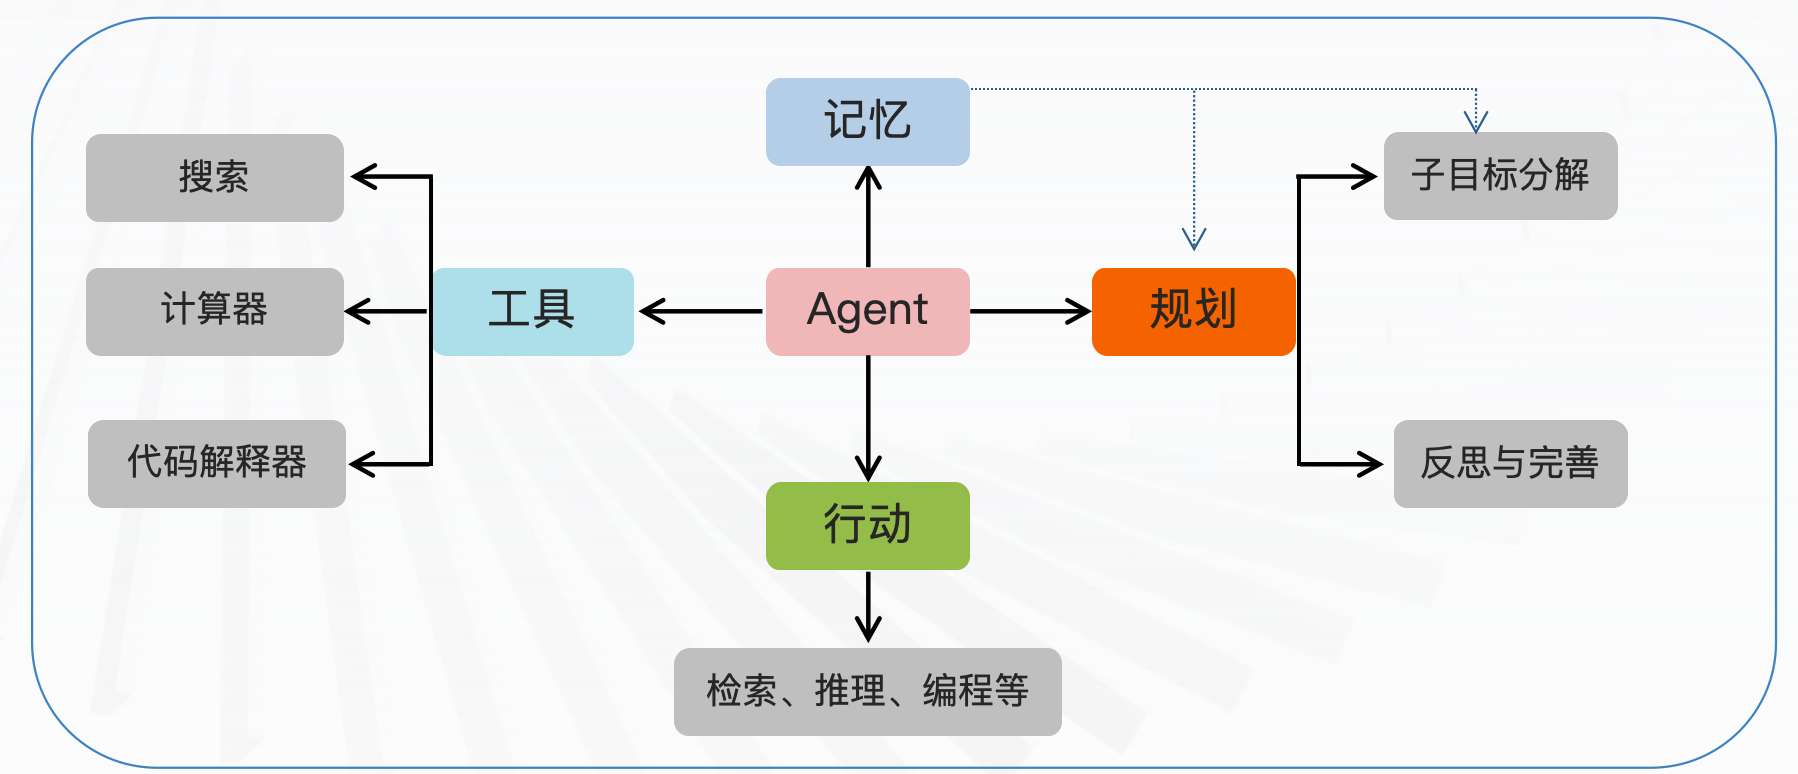 记忆
搜索
子目标分解
计算器
工具
Agent
规划
代码解释器
反思与完善
行动
检索、推理、编程等